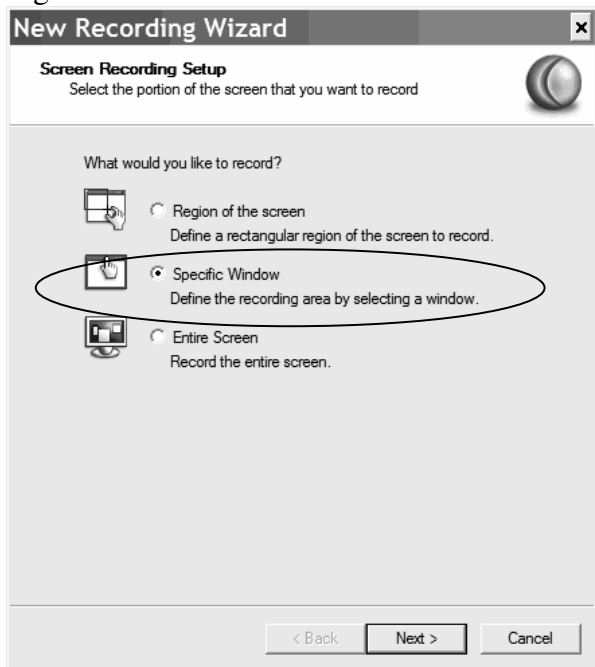 New Recording Wizard
Screen Recording Setup
Select the portion of the screen that you want to record
What would you like to record?
Region of the screen
Define a rectangular region of the screen to record.
Specific Window
Define the recording area by selecting a window.
Entire Screen
Record the entire screen.
< Back Next > Cancel